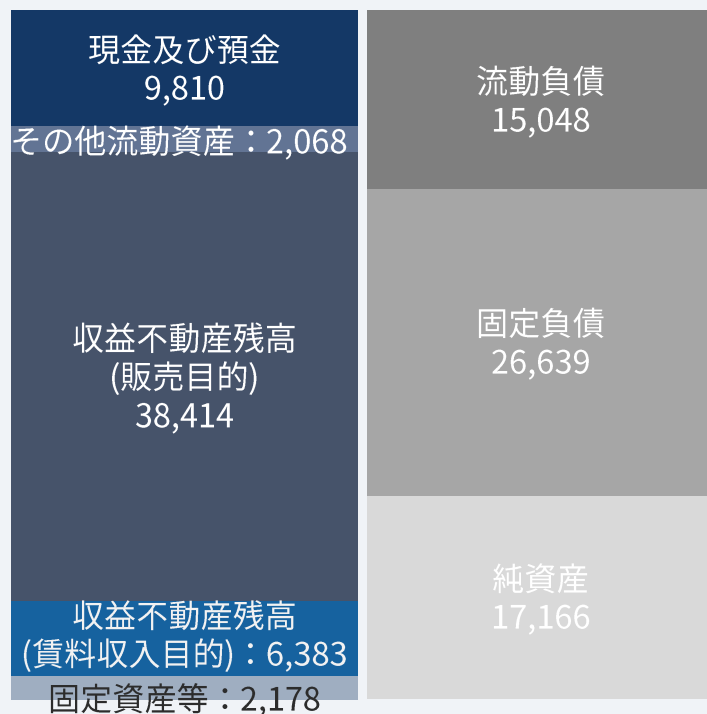 現金及び預金
9,810
その他流動資産：2,068
収益不動産残高
(販売目的)
38,414
収益不動産残高
(賃料収入目的)：6,383
固定資産等：2,178
流動負債
15,048
固定負債
26,639
純資産
17,166